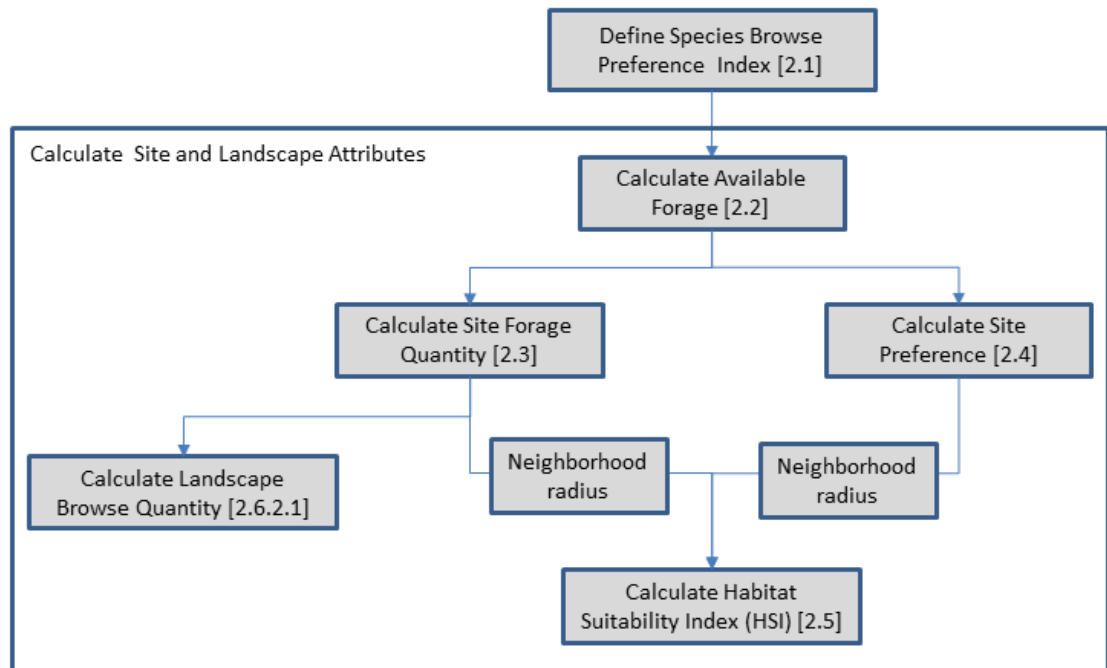 Define Species Browse
Preference Index [2.1]
Calculate Site and Landscape Attributes
Calculate Available
Forage [2.2]
Calculate Site Forage
Quantity [2.3]
Calculate Site
Preference [2.4]
Calculate Landscape
Browse Quantity [2.6.2.1]
Neighborhood
radius
Neighborhood
radius
Calculate Habitat
Suitability Index (HSI) [2.5]